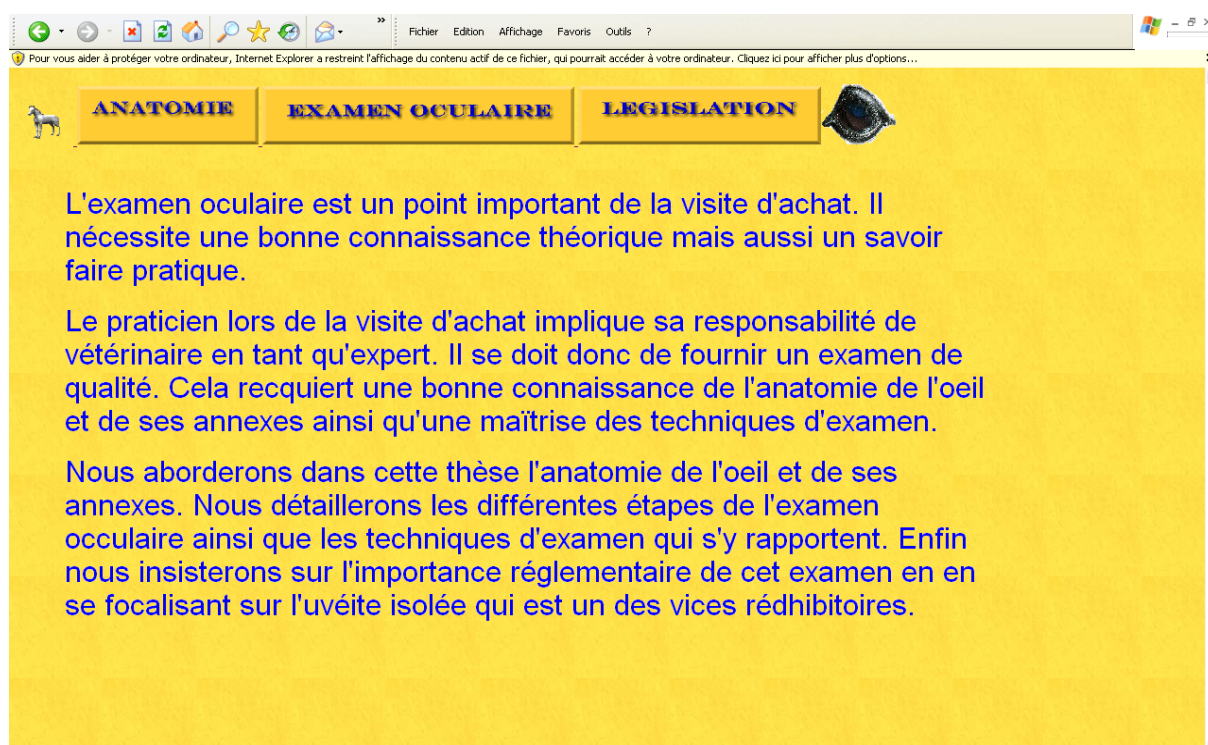 »
Fichier Edition Affichage Favoris Outils ?
Pour vous aider à protéger votre ordinateur, Internet Explorer a restreint l'affichage du contenu actif de ce fichier, qui pourrait accéder à votre ordinateur. Cliquez ici pour afficher plus d'options...
ANATOMIE EXAMEN OCULAIRE LEGISLATION
L'examen oculaire est un point important de la visite d'achat. Il
nécessite une bonne connaissance théorique mais aussi un savoir
faire pratique.
Le praticien lors de la visite d'achat implique sa responsabilité de
vétérinaire en tant qu'expert. Il se doit donc de fournir un examen de
qualité. Cela recquiert une bonne connaissance de l'anatomie de l'oeil
et de ses annexes ainsi qu'une maïtrise des techniques d'examen.
Nous aborderons dans cette thèse l'anatomie de l'oeil et de ses
annexes. Nous détaillerons les différentes étapes de l'examen
occulaire ainsi que les techniques d'examen qui s'y rapportent. Enfin
nous insisterons sur l'importance réglementaire de cet examen en en
se focalisant sur l'uvéite isolée qui est un des vices rédhibitoires.